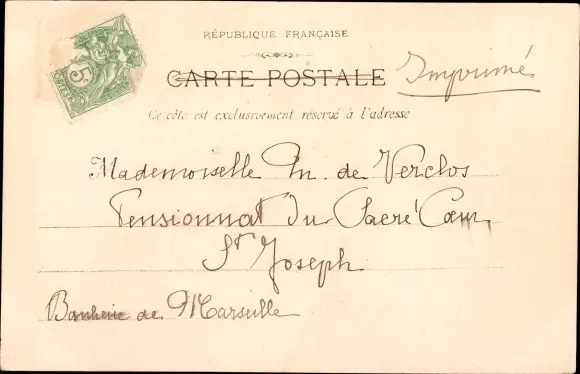 RÉPUBLIQUE FRANÇAISE
CARTE POSTALE
Imprimé
Ce côté est exclusivement réservé à l'adresse
Mademoiselle M. de Verclos
Pensionnat du Sacré Cœur
St Joseph
Banlieue de Marseille
5
POSTES